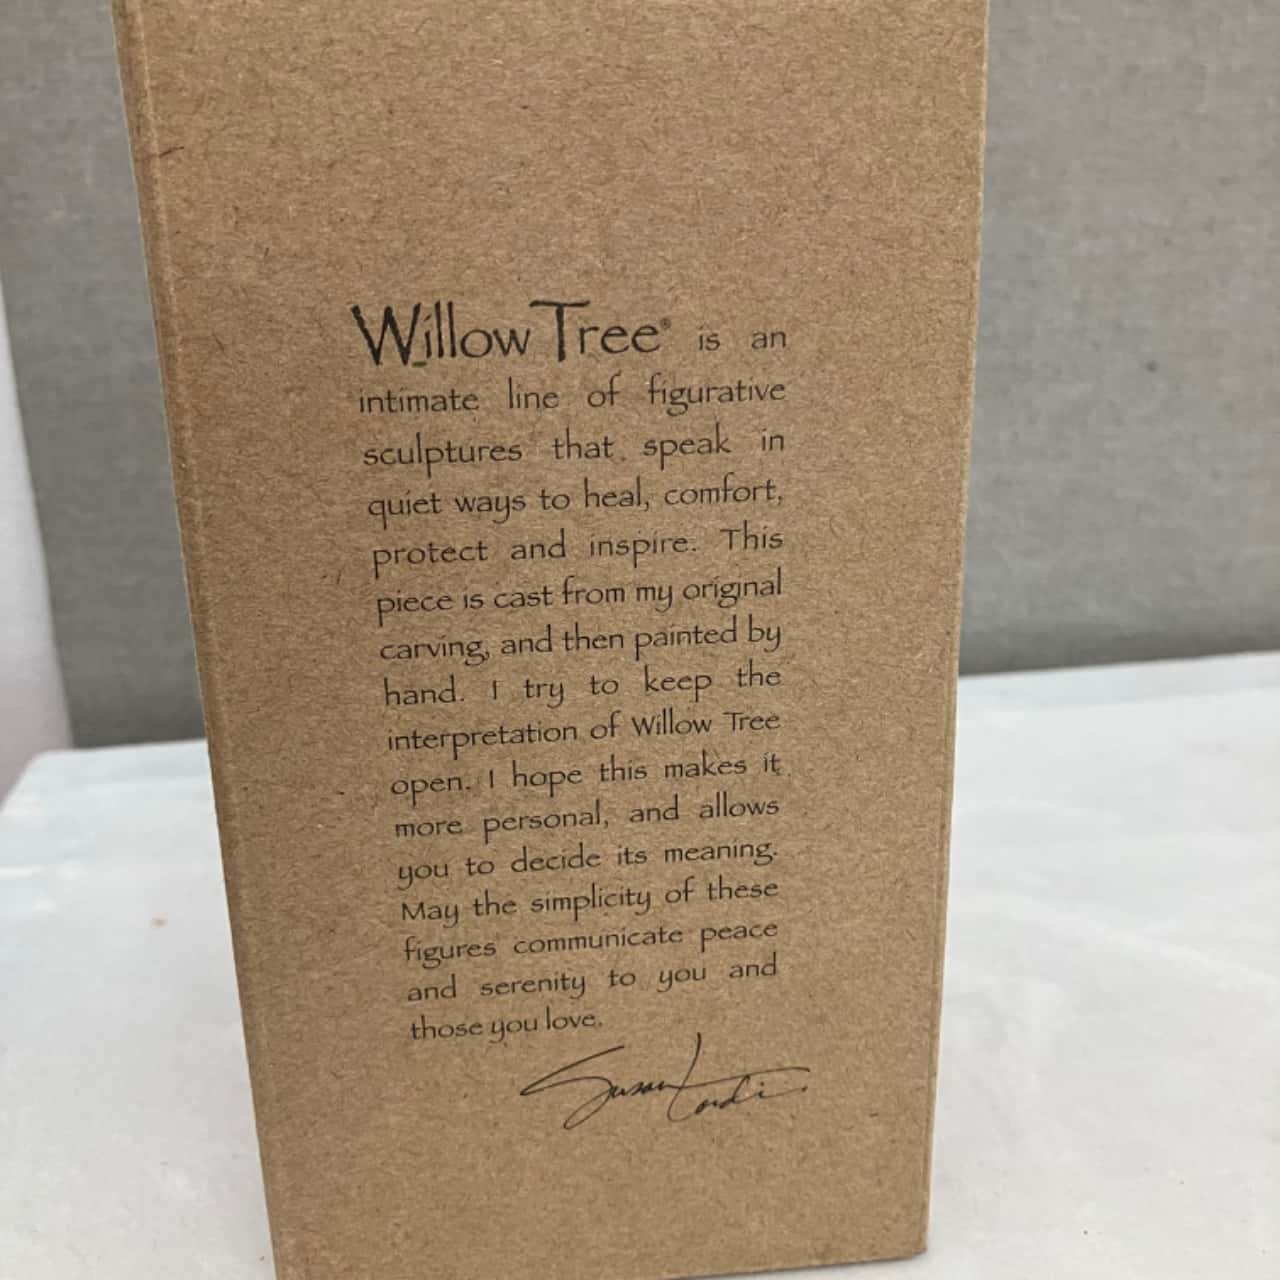 Willow Tree® is an
intimate line of figurative
sculptures that speak in
quiet ways to heal, comfort,
protect and inspire. This
piece is cast from my original
carving, and then painted by
hand. I try to keep the
interpretation of Willow Tree
open. I hope this makes it
more personal, and allows
you to decide its meaning.
May the simplicity of these
figures communicate peace
and serenity to you and
those you love.
Susan Lordi